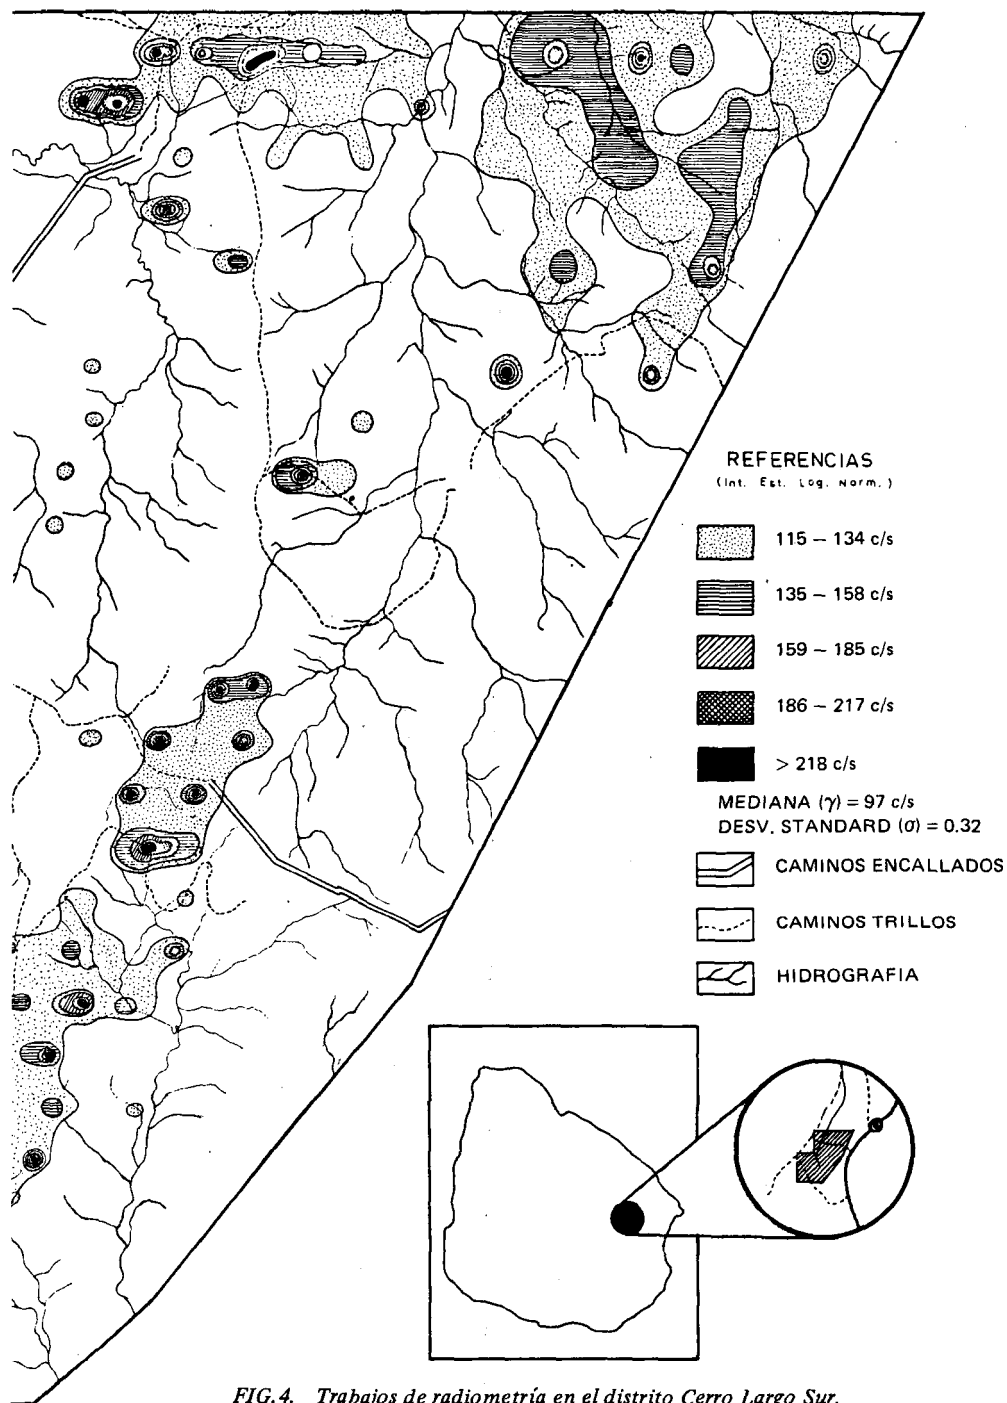 REFERENCIAS
(Int. Est. Log. Norm.)
115 – 134 c/s
135 – 158 c/s
159 – 185 c/s
186 – 217 c/s
> 218 c/s
MEDIANA (γ) = 97 c/s
DESV. STANDARD (σ) = 0.32
CAMINOS ENCALLADOS
CAMINOS TRILLOS
HIDROGRAFIA
FIG.4. Trabajos de radiometría en el distrito Cerro Largo Sur.